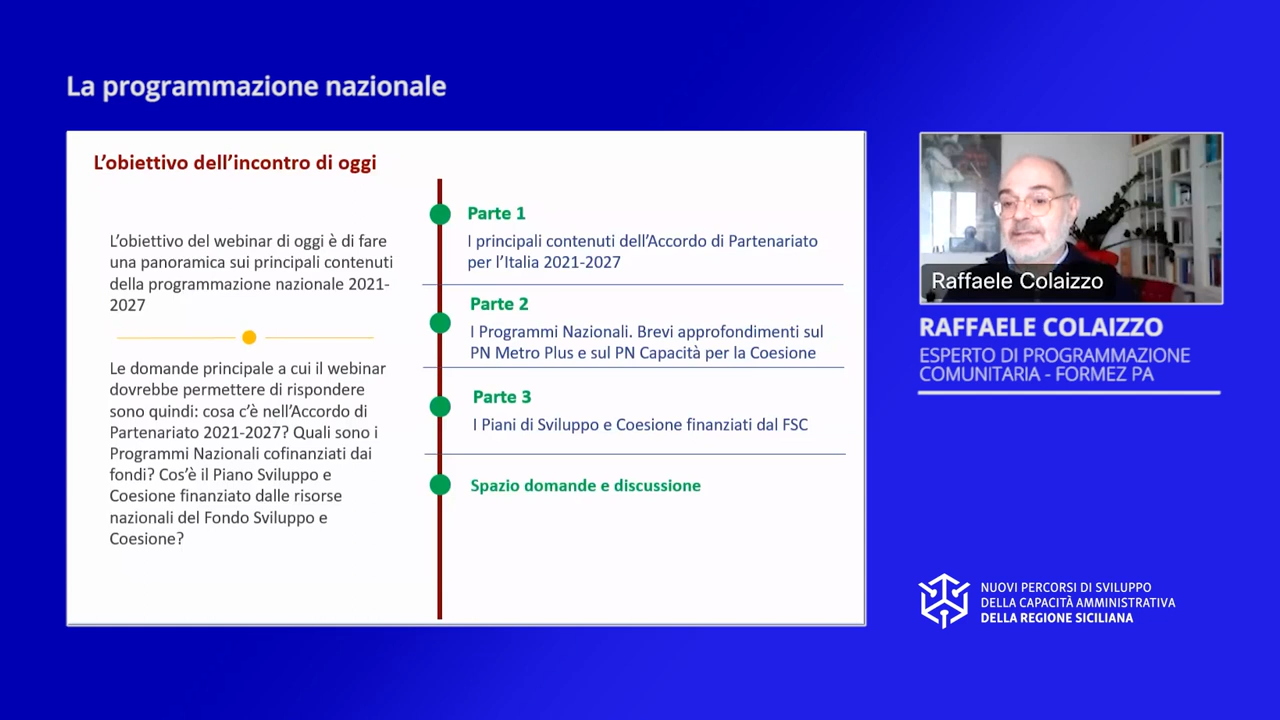 La programmazione nazionale
L’obiettivo dell’incontro di oggi
L’obiettivo del webinar di oggi è di fare
una panoramica sui principali contenuti
della programmazione nazionale 2021-
2027
Le domande principale a cui il webinar
dovrebbe permettere di rispondere
sono quindi: cosa c’è nell’Accordo di
Partenariato 2021-2027? Quali sono i
Programmi Nazionali cofinanziati dai
fondi? Cos’è il Piano Sviluppo e
Coesione finanziato dalle risorse
nazionali del Fondo Sviluppo e
Coesione?
Parte 1
I principali contenuti dell’Accordo di Partenariato
per l’Italia 2021-2027
Parte 2
I Programmi Nazionali. Brevi approfondimenti sul
PN Metro Plus e sul PN Capacità per la Coesione
Parte 3
I Piani di Sviluppo e Coesione finanziati dal FSC
Spazio domande e discussione
Raffaele Colaizzo
RAFFAELE COLAIZZO
ESPERTO DI PROGRAMMAZIONE
COMUNITARIA - FORMEZ PA
NUOVI PERCORSI DI SVILUPPO
DELLA CAPACITÀ AMMINISTRATIVA
DELLA REGIONE SICILIANA